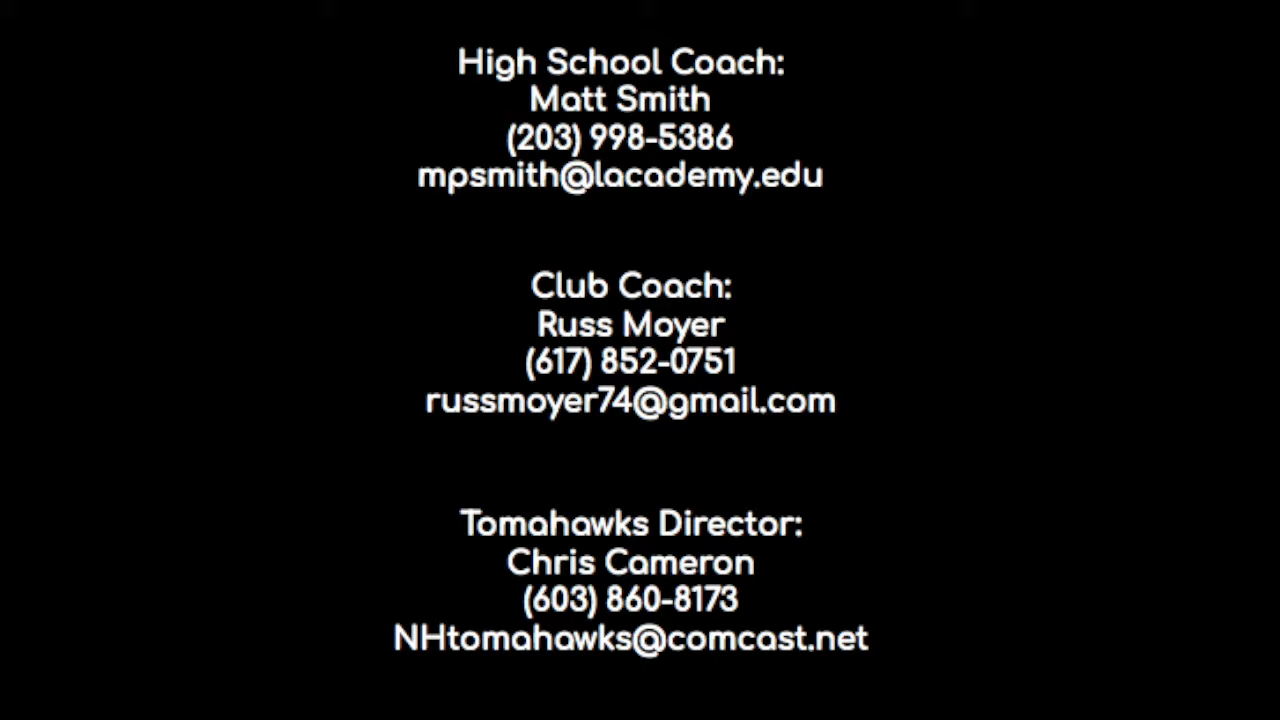 High School Coach:
Matt Smith
(203) 998-5386
mpsmith@lacademy.edu
Club Coach:
Russ Moyer
(617) 852-0751
russmoyer74@gmail.com
Tomahawks Director:
Chris Cameron
(603) 860-8173
NHtomahawks@comcast.net